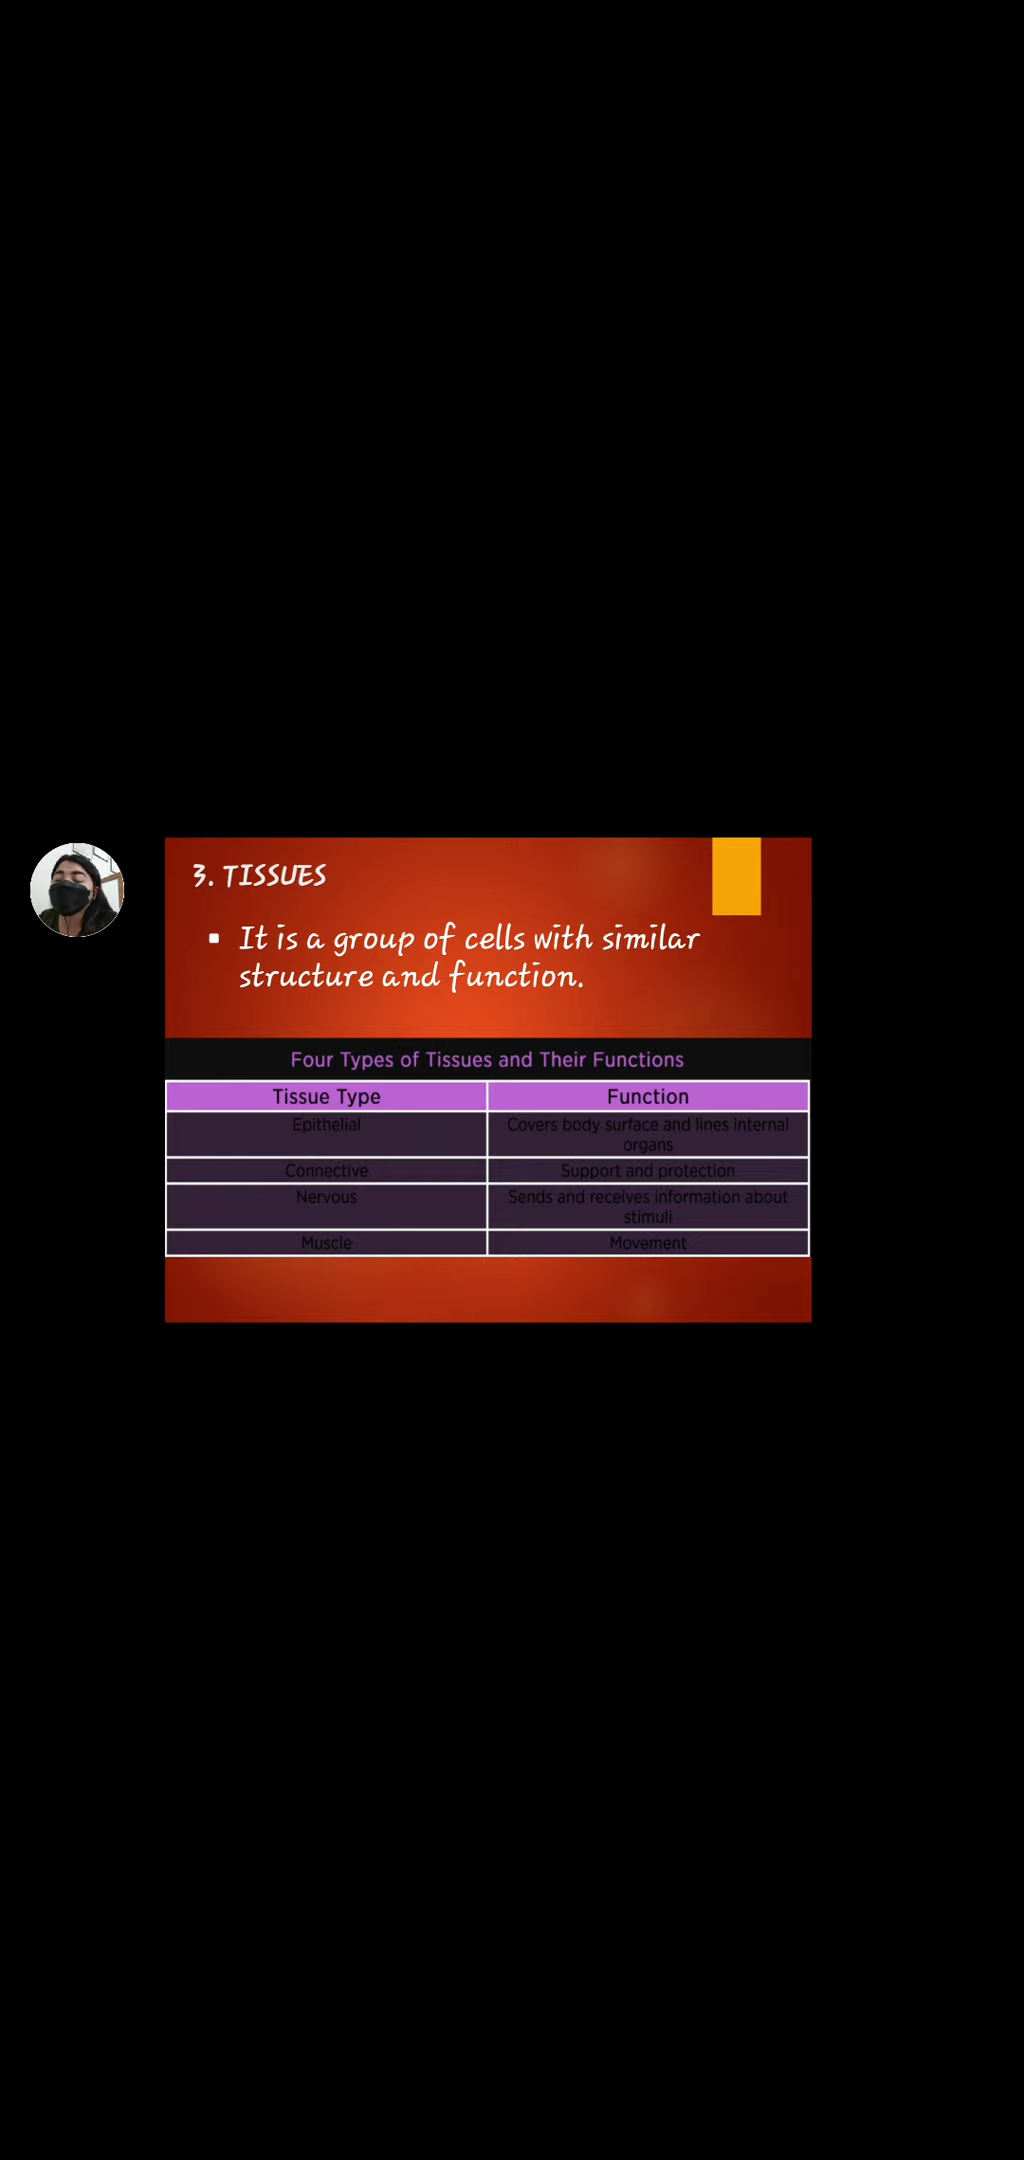 3. TISSUES
▪ It is a group of cells with similar
structure and function.
Four Types of Tissues and Their Functions
Tissue Type Function
Epithelial Covers body surface and lines internal
organs
Connective Support and protection
Nervous Sends and receives information about
stimuli
Muscle Movement